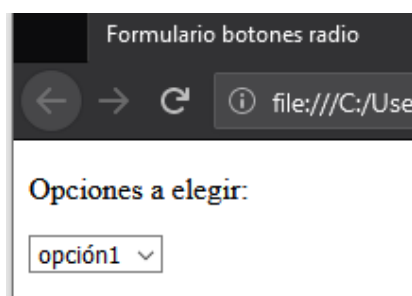 Formulario botones radio
file:///C:/Use
Opciones a elegir:
opción1